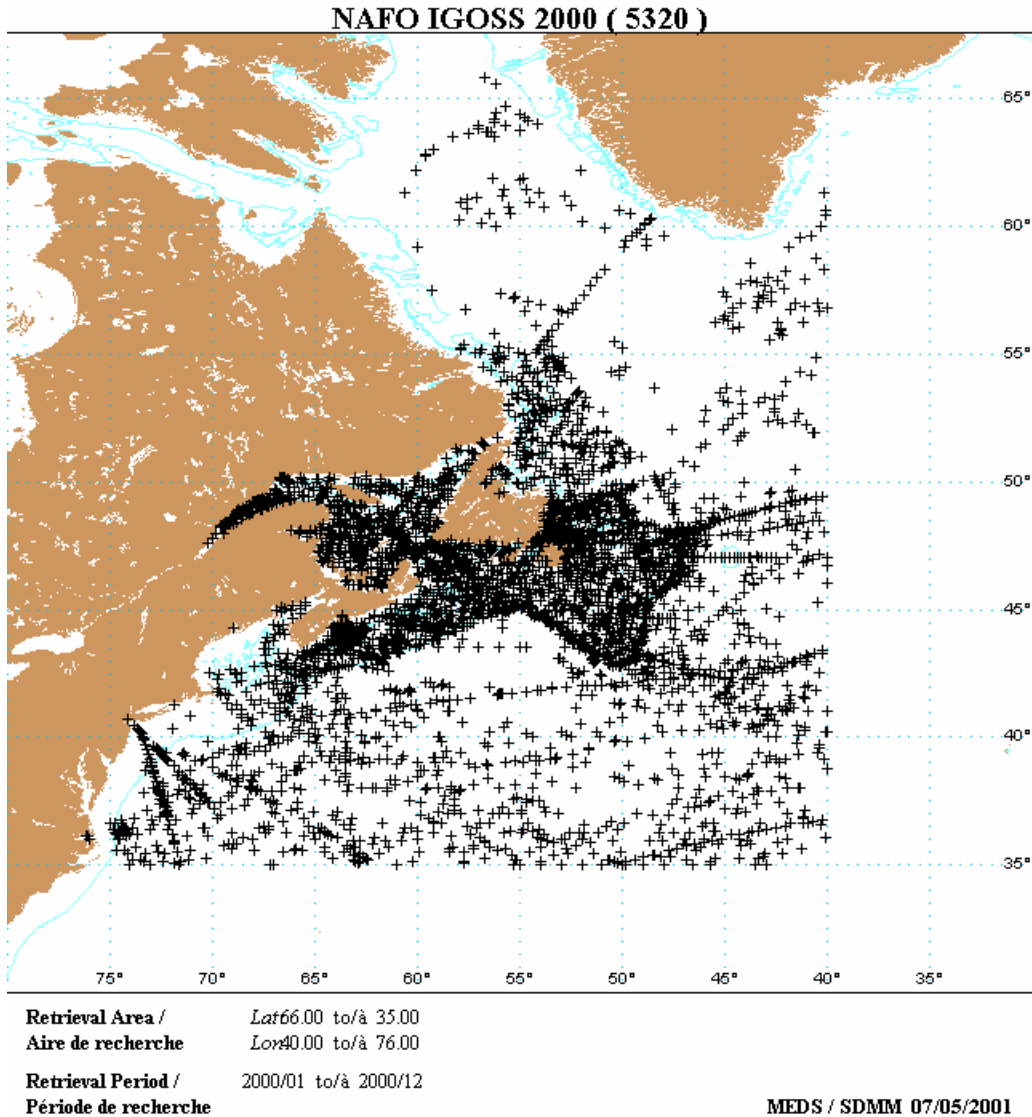 NAFO IGOSS 2000 ( 5320 )
65°
60°
55°
50°
45°
40°
35°
75° 70° 65° 60° 55° 50° 45° 40° 35°
Retrieval Area / Lat66.00 to/à 35.00
Aire de recherche Lon40.00 to/à 76.00
Retrieval Period / 2000/01 to/à 2000/12
Période de recherche MEDS / SDMM 07/05/2001